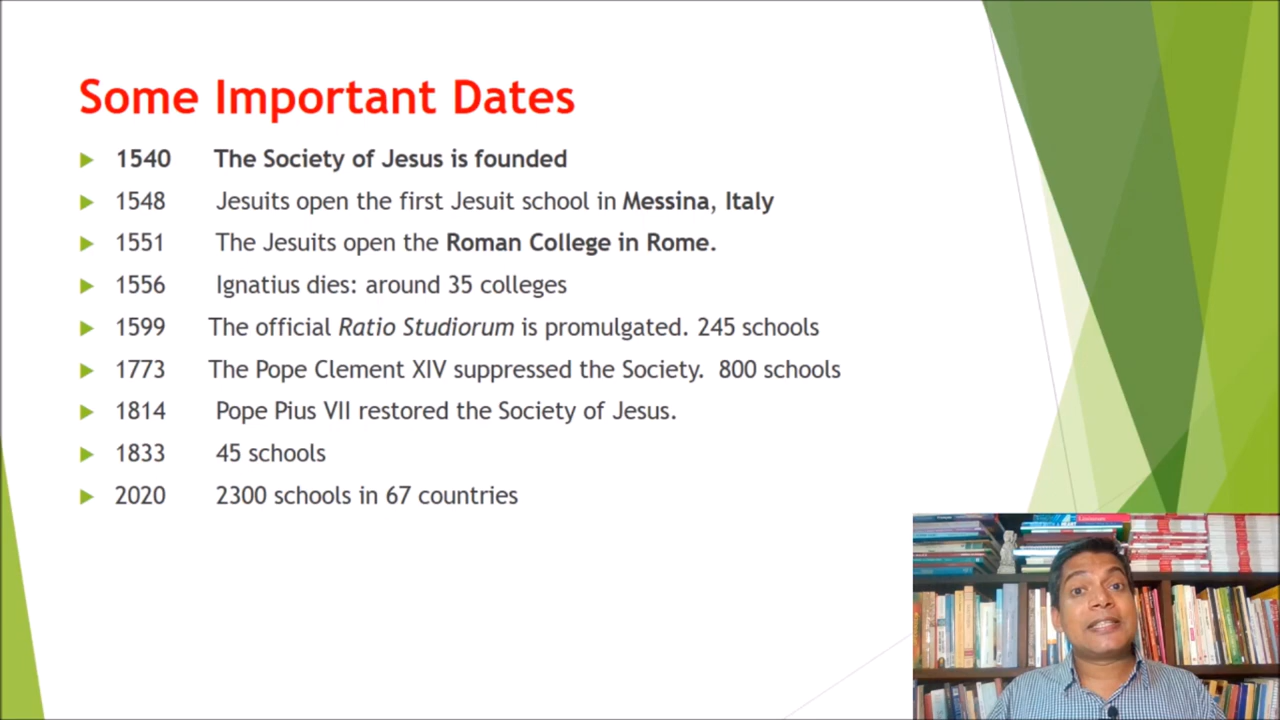 Some Important Dates
1540 The Society of Jesus is founded
1548 Jesuits open the first Jesuit school in Messina, Italy
1551 The Jesuits open the Roman College in Rome.
1556 Ignatius dies: around 35 colleges
1599 The official Ratio Studiorum is promulgated. 245 schools
1773 The Pope Clement XIV suppressed the Society. 800 schools
1814 Pope Pius VII restored the Society of Jesus.
1833 45 schools
2020 2300 schools in 67 countries